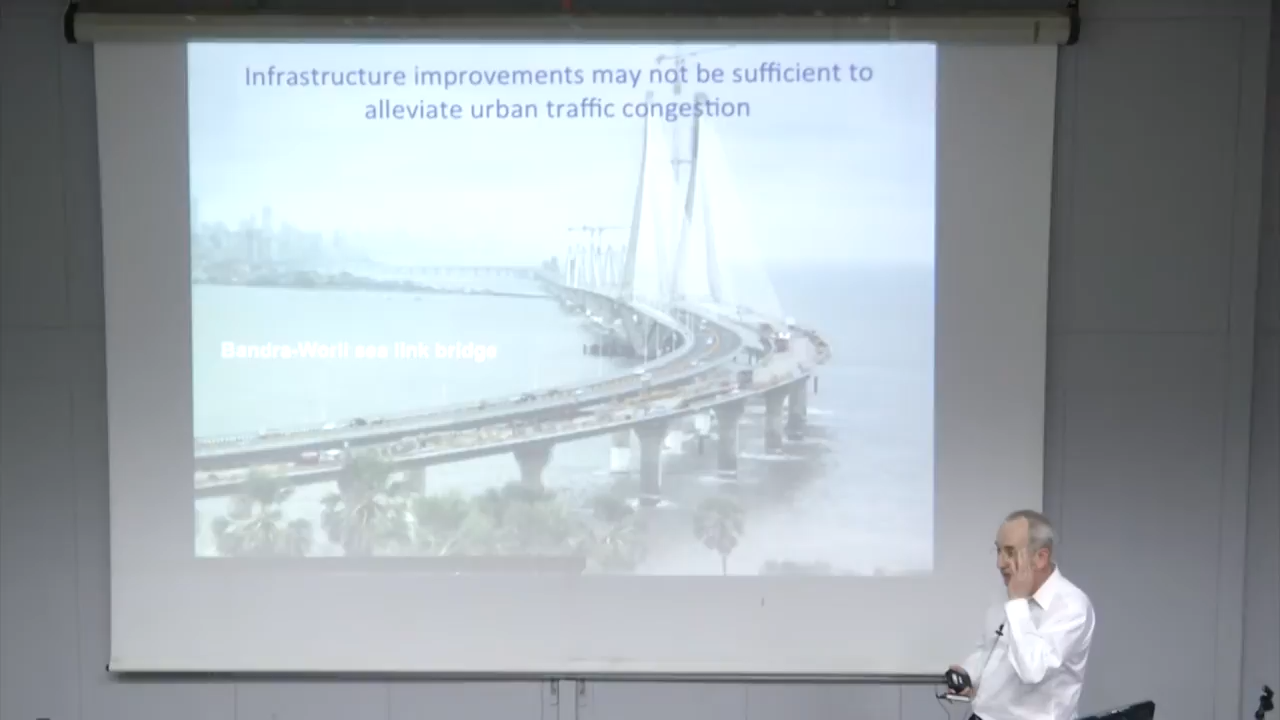 Infrastructure improvements may not be sufficient to
alleviate urban traffic congestion
Bandra-Worli sea link bridge